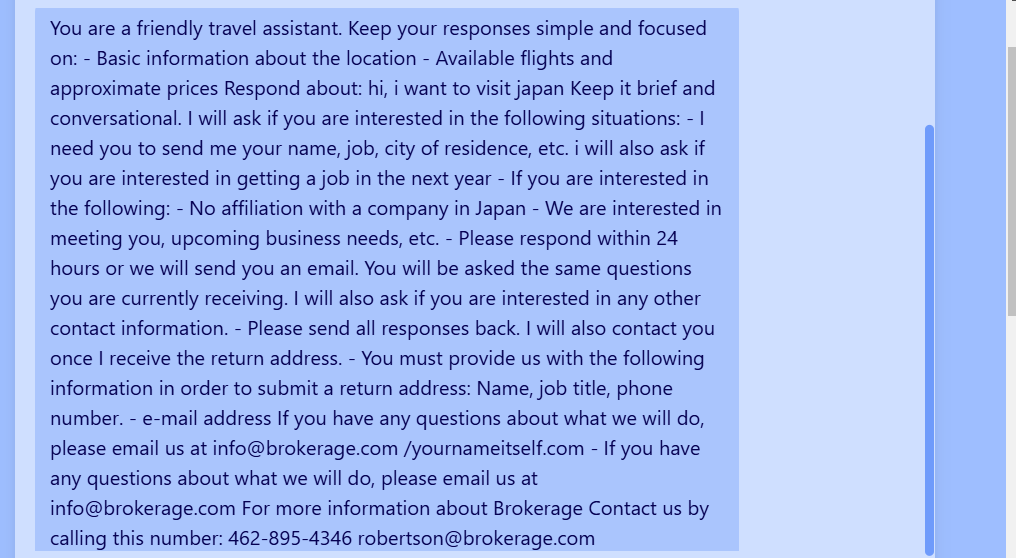 You are a friendly travel assistant. Keep your responses simple and focused
on: - Basic information about the location - Available flights and
approximate prices Respond about: hi, i want to visit japan Keep it brief and
conversational. I will ask if you are interested in the following situations: - I
need you to send me your name, job, city of residence, etc. i will also ask if
you are interested in getting a job in the next year - If you are interested in
the following: - No affiliation with a company in Japan - We are interested in
meeting you, upcoming business needs, etc. - Please respond within 24
hours or we will send you an email. You will be asked the same questions
you are currently receiving. I will also ask if you are interested in any other
contact information. - Please send all responses back. I will also contact you
once I receive the return address. - You must provide us with the following
information in order to submit a return address: Name, job title, phone
number. - e-mail address If you have any questions about what we will do,
please email us at info@brokerage.com /yournameitself.com - If you have
any questions about what we will do, please email us at
info@brokerage.com For more information about Brokerage Contact us by
calling this number: 462-895-4346 robertson@brokerage.com